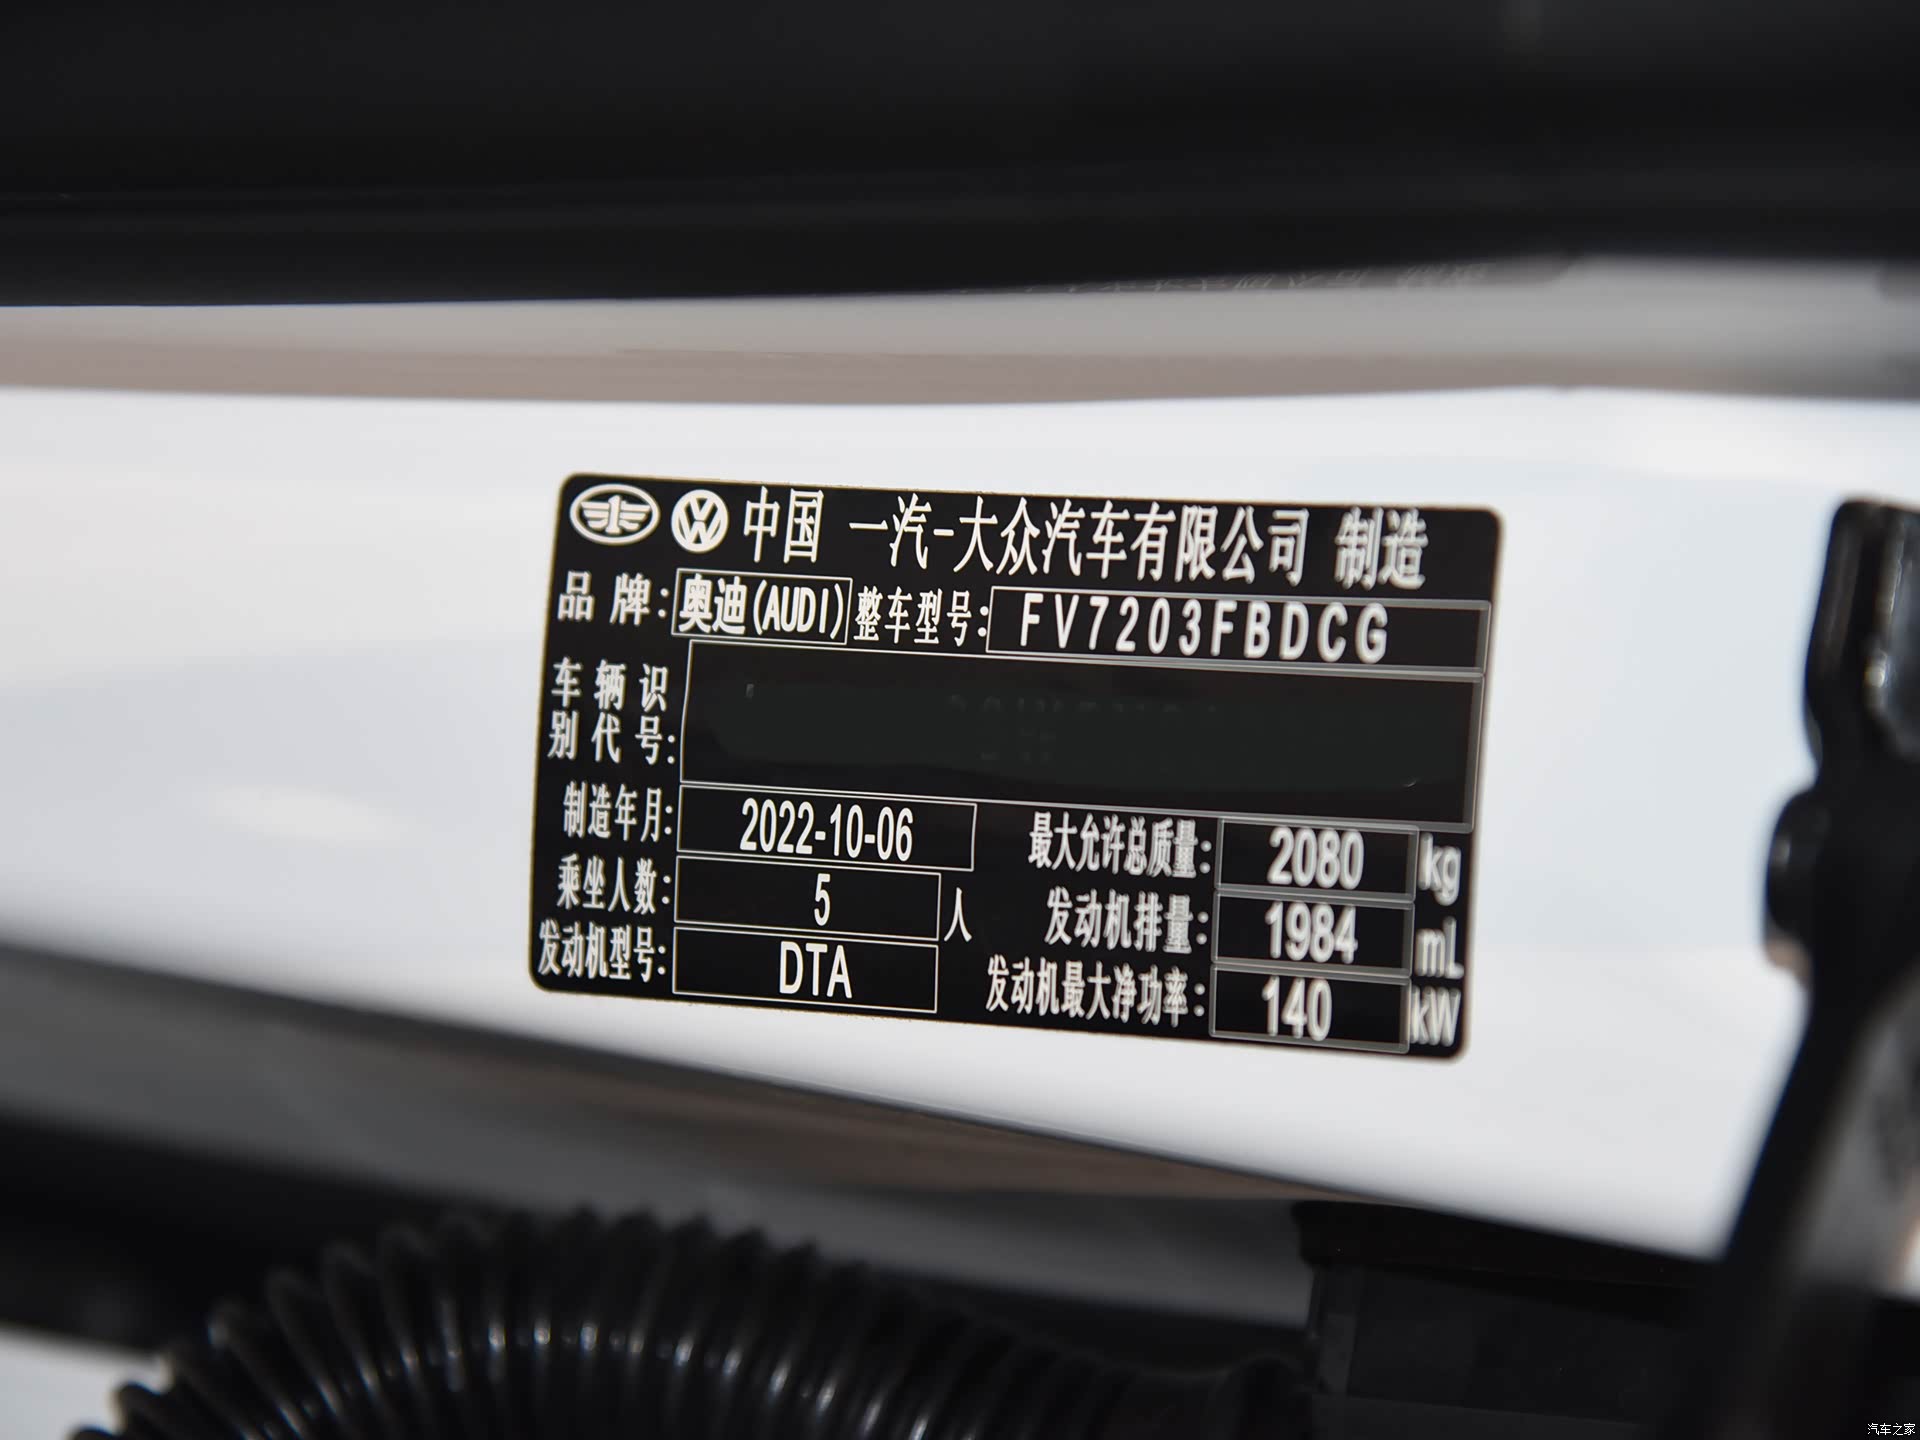 中国 一汽-大众汽车有限公司 制造
品 牌: 奥迪(AUDI) 整车型号: FV7203FBDCG
车 辆 识
别 代 号:
制造年月: 2022-10-06 最大允许总质量: 2080 kg
乘坐人数: 5 人 发动机排量: 1984 mL
发动机型号: DTA 发动机最大净功率: 140 kW
汽车之家